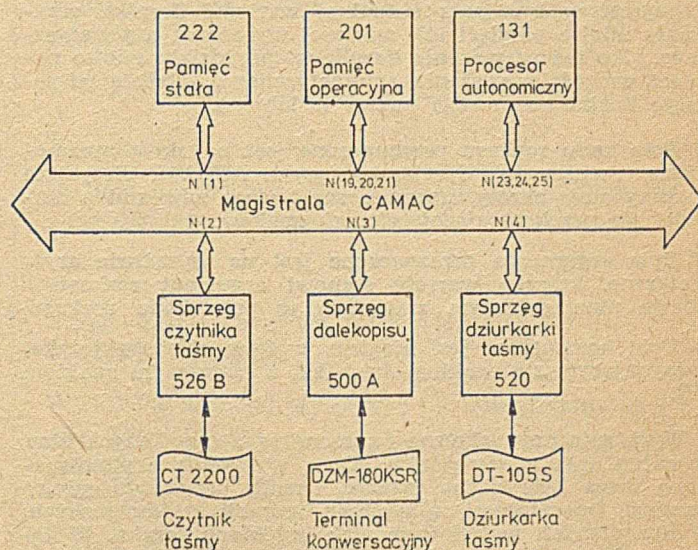 222
Pamięć
stała
201
Pamięć
operacyjna
131
Procesor
autonomiczny
N(1)
N(19,20,21)
N(23,24,25)
Magistrala CAMAC
N(2)
N(3)
N(4)
Sprzęg
czytnika
taśmy
526 B
Sprzęg
dalekopisu
500 A
Sprzęg
dziurkarki
taśmy
520
CT 2200
DZM-180KSR
DT-105S
Czytnik
taśmy
Terminal
konwersacyjny
Dziurkarka
taśmy